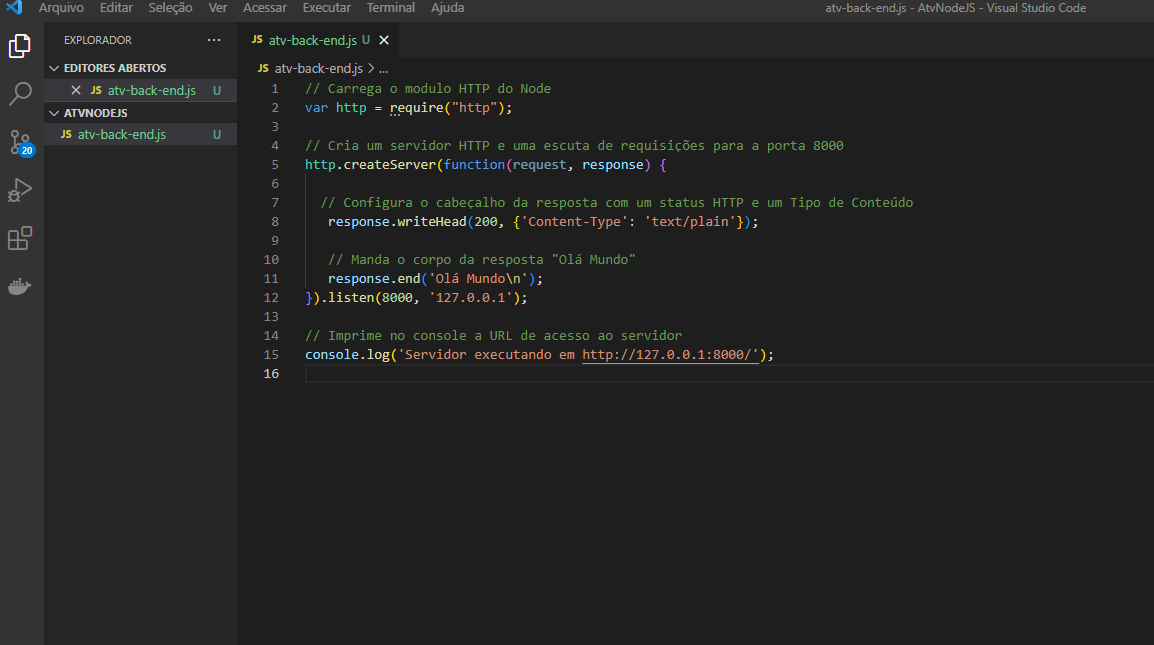 Arquivo Editar Seleção Ver Acessar Executar Terminal Ajuda atv-back-end.js - AtvNodeJS - Visual Studio Code
EXPLORADOR ...
EDITORES ABERTOS
JS atv-back-end.js U
ATVNODEJS
JS atv-back-end.js U
20
JS atv-back-end.js U
JS atv-back-end.js > ...
1 // Carrega o modulo HTTP do Node
2 var http = require("http");
3
4 // Cria um servidor HTTP e uma escuta de requisições para a porta 8000
5 http.createServer(function(request, response) {
6
7 // Configura o cabeçalho da resposta com um status HTTP e um Tipo de Conteúdo
8 response.writeHead(200, {'Content-Type': 'text/plain'});
9
10 // Manda o corpo da resposta "Olá Mundo"
11 response.end('Olá Mundo\n');
12 }).listen(8000, '127.0.0.1');
13
14 // Imprime no console a URL de acesso ao servidor
15 console.log('Servidor executando em http://127.0.0.1:8000/');
16